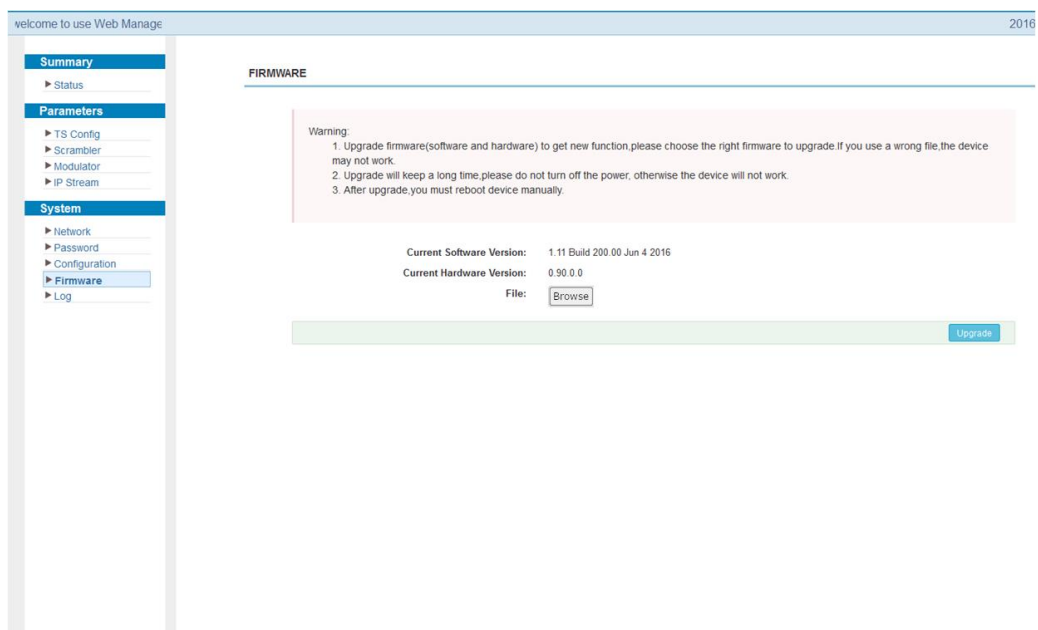 welcome to use Web Manage
2016
Summary
Status
Parameters
TS Config
Scrambler
Modulator
IP Stream
System
Network
Password
Configuration
Firmware
Log
FIRMWARE
Warning:
1. Upgrade firmware(software and hardware) to get new function,please choose the right firmware to upgrade.If you use a wrong file,the device
may not work.
2. Upgrade will keep a long time,please do not turn off the power, otherwise the device will not work.
3. After upgrade,you must reboot device manually.
Current Software Version: 1.11 Build 200.00 Jun 4 2016
Current Hardware Version: 0.90.0.0
File: Browse
Upgrade